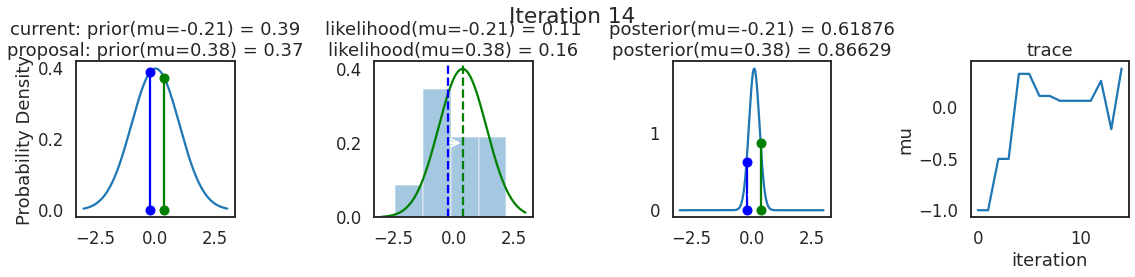 Iteration 14
current: prior(mu=-0.21) = 0.39
proposal: prior(mu=0.38) = 0.37
likelihood(mu=-0.21) = 0.11
likelihood(mu=0.38) = 0.16
posterior(mu=-0.21) = 0.61876
posterior(mu=0.38) = 0.86629
trace
Probability Density
0.4
0.2
0.0
−2.5 0.0 2.5
0.4
0.2
0.0
−2.5 0.0 2.5
1
0
−2.5 0.0 2.5
mu
0.0
−0.5
−1.0
0 10
iteration